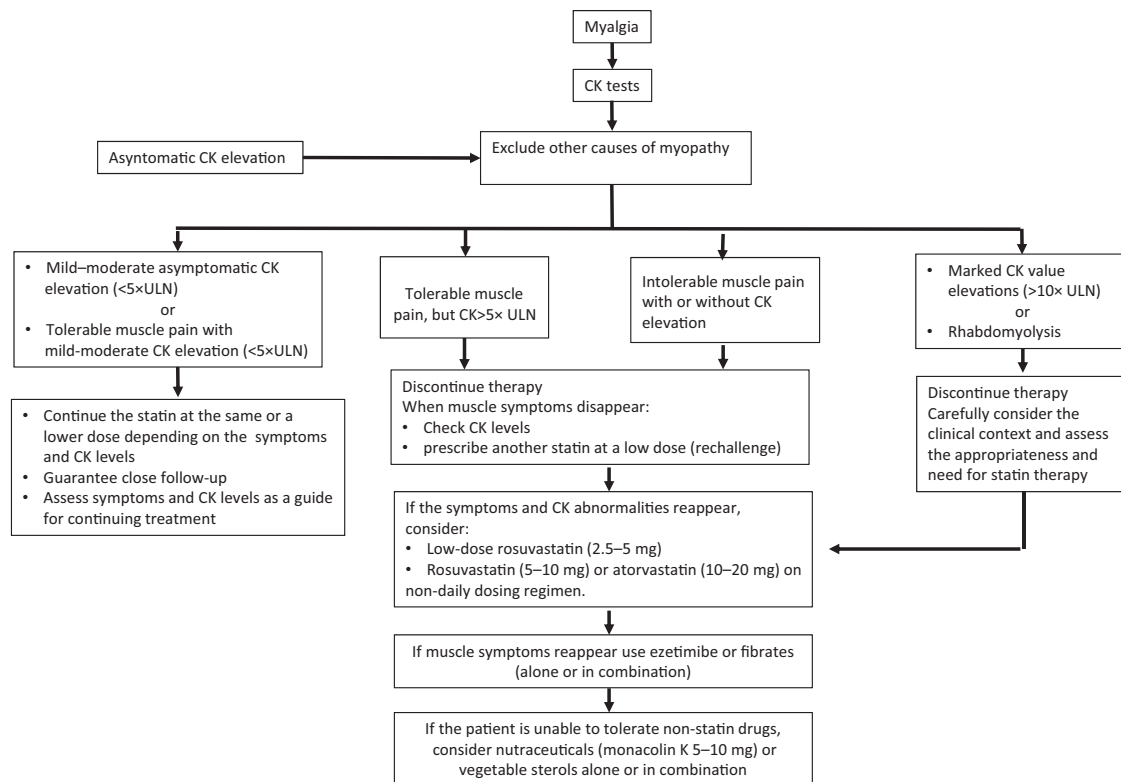 Myalgia
CK tests
Asyntomatic CK elevation
Exclude other causes of myopathy
• Mild–moderate asymptomatic CK
elevation (<5×ULN)
or
• Tolerable muscle pain with
mild-moderate CK elevation (<5×ULN)
Tolerable muscle
pain, but CK>5× ULN
Intolerable muscle pain
with or without CK
elevation
• Marked CK value
elevations (>10× ULN)
or
• Rhabdomyolysis
• Continue the statin at the same or a
lower dose depending on the symptoms
and CK levels
• Guarantee close follow-up
• Assess symptoms and CK levels as a guide
for continuing treatment
Discontinue therapy
When muscle symptoms disappear:
• Check CK levels
• prescribe another statin at a low dose (rechallenge)
Discontinue therapy
Carefully consider the
clinical context and assess
the appropriateness and
need for statin therapy
If the symptoms and CK abnormalities reappear,
consider:
• Low-dose rosuvastatin (2.5–5 mg)
• Rosuvastatin (5–10 mg) or atorvastatin (10–20 mg) on
non-daily dosing regimen.
If muscle symptoms reappear use ezetimibe or fibrates
(alone or in combination)
If the patient is unable to tolerate non-statin drugs,
consider nutraceuticals (monacolin K 5–10 mg) or
vegetable sterols alone or in combination